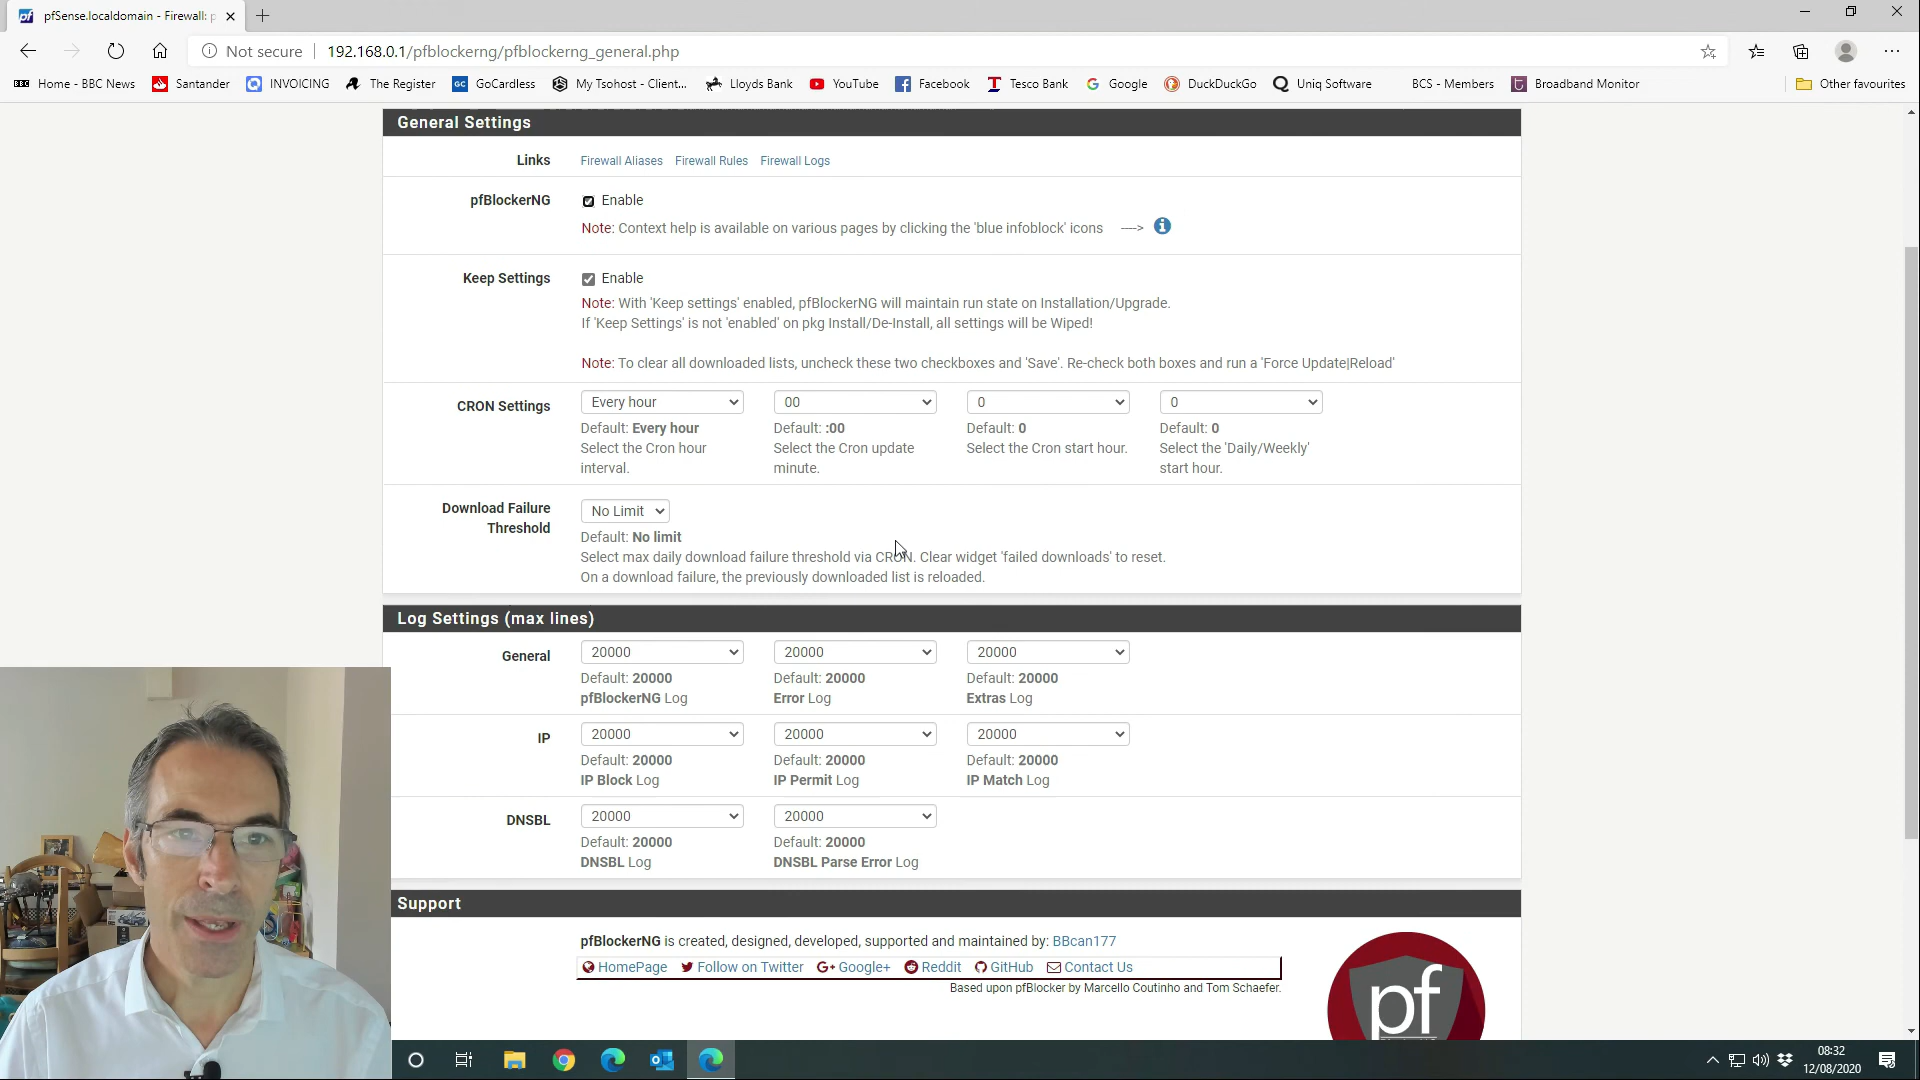 pfSense.localdomain - Firewall: p
Not secure 192.168.0.1/pfblockerng/pfblockerng_general.php
Home - BBC News Santander INVOICING The Register GoCardless My Tsohost - Client... Lloyds Bank YouTube Facebook Tesco Bank Google DuckDuckGo Uniq Software BCS - Members Broadband Monitor Other favourites
General Settings
Links Firewall Aliases Firewall Rules Firewall Logs
pfBlockerNG Enable
Note: Context help is available on various pages by clicking the 'blue infoblock' icons ---->
Keep Settings Enable
Note: With 'Keep settings' enabled, pfBlockerNG will maintain run state on Installation/Upgrade.
If 'Keep Settings' is not 'enabled' on pkg Install/De-Install, all settings will be Wiped!
Note: To clear all downloaded lists, uncheck these two checkboxes and 'Save'. Re-check both boxes and run a 'Force Update|Reload'
CRON Settings Every hour 00 0 0
Default: Every hour Default: :00 Default: 0 Default: 0
Select the Cron hour Select the Cron update Select the Cron start hour. Select the 'Daily/Weekly'
interval. minute. start hour.
Download Failure No Limit
Threshold
Default: No limit
Select max daily download failure threshold via CRON. Clear widget 'failed downloads' to reset.
On a download failure, the previously downloaded list is reloaded.
Log Settings (max lines)
General 20000 20000 20000
Default: 20000 Default: 20000 Default: 20000
pfBlockerNG Log Error Log Extras Log
IP 20000 20000 20000
Default: 20000 Default: 20000 Default: 20000
IP Block Log IP Permit Log IP Match Log
DNSBL 20000 20000
Default: 20000 Default: 20000
DNSBL Log DNSBL Parse Error Log
Support
pfBlockerNG is created, designed, developed, supported and maintained by: BBcan177
HomePage Follow on Twitter G+ Google+ Reddit GitHub Contact Us
Based upon pfBlocker by Marcello Coutinho and Tom Schaefer.
pf
08:32
12/08/2020